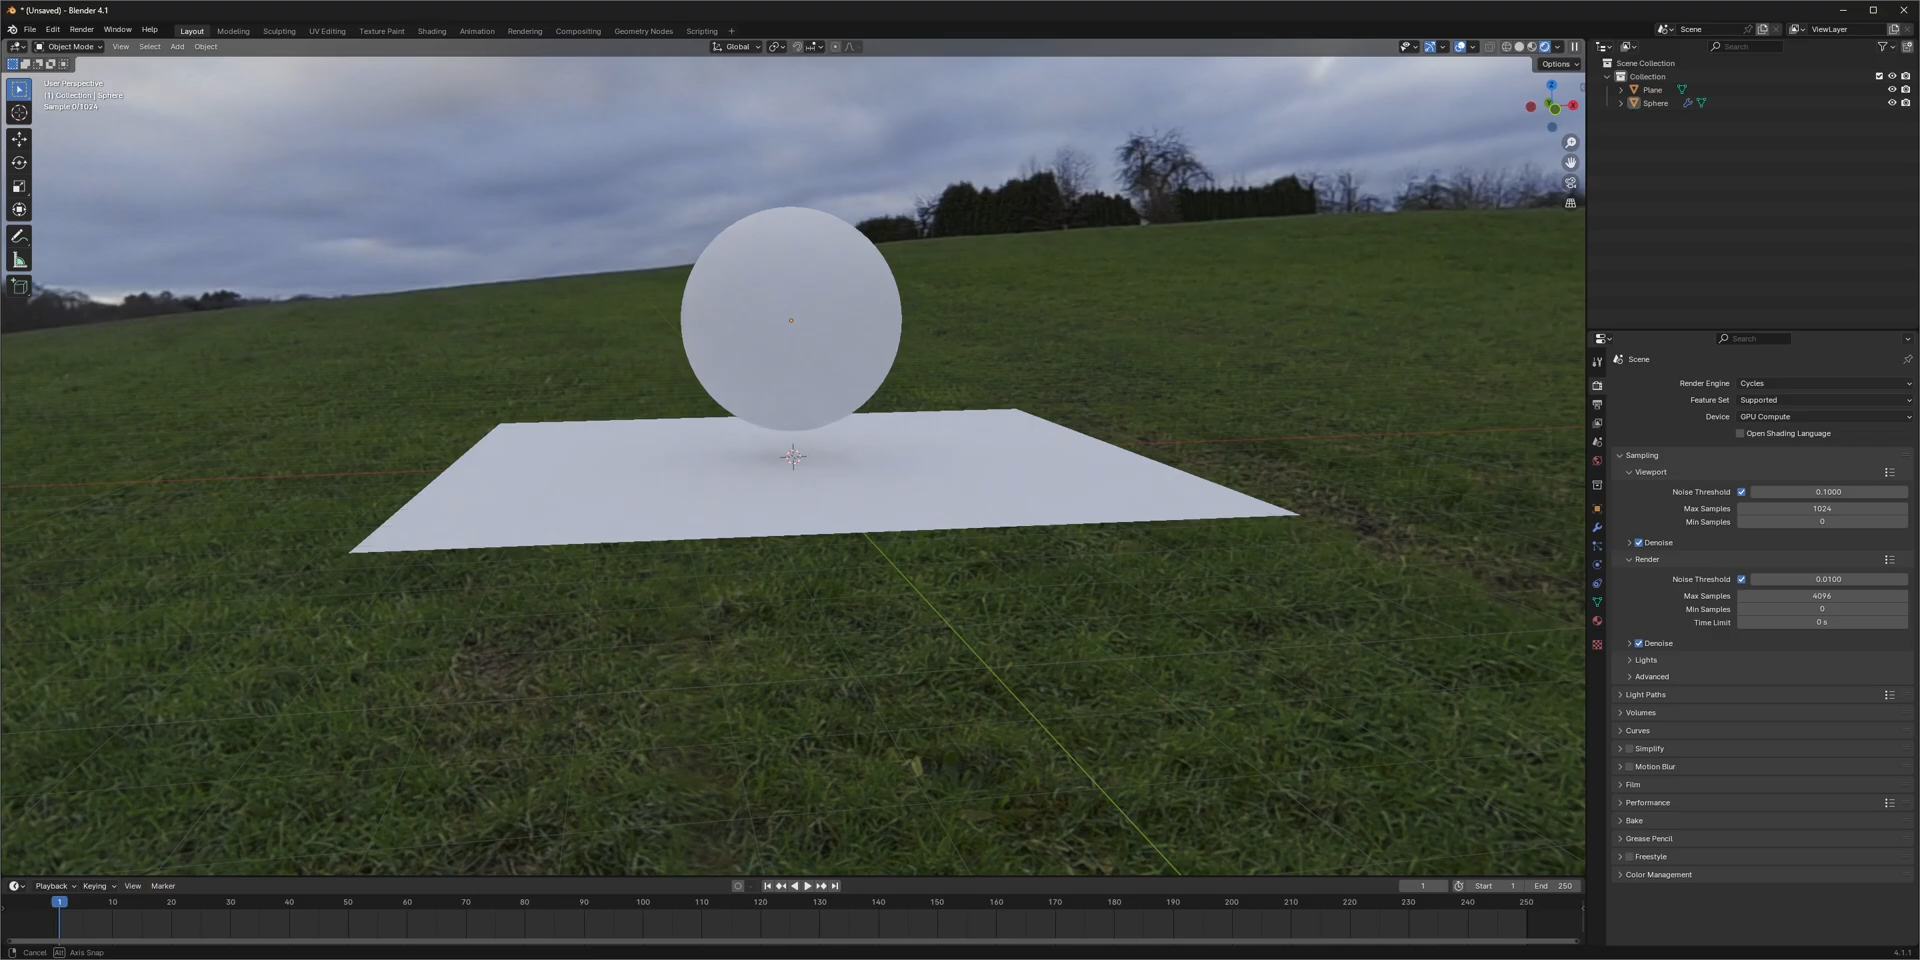 * (Unsaved) - Blender 4.1
File Edit Render Window Help Layout Modeling Sculpting UV Editing Texture Paint Shading Animation Rendering Compositing Geometry Nodes Scripting + Scene ViewLayer
Object Mode View Select Add Object Global Search
Options
User Perspective
(1) Collection | Sphere
Sample 0/1024
Z
X
Y
Scene Collection
Collection
Plane
Sphere
Search
Scene
Render Engine Cycles
Feature Set Supported
Device GPU Compute
Open Shading Language
Sampling
Viewport
Noise Threshold 0.1000
Max Samples 1024
Min Samples 0
Denoise
Render
Noise Threshold 0.0100
Max Samples 4096
Min Samples 0
Time Limit 0 s
Denoise
Lights
Advanced
Light Paths
Volumes
Curves
Simplify
Motion Blur
Film
Performance
Bake
Grease Pencil
Freestyle
Color Management
Playback Keying View Marker 1 Start 1 End 250
1 10 20 30 40 50 60 70 80 90 100 110 120 130 140 150 160 170 180 190 200 210 220 230 240 250
Cancel Alt Axis Snap 4.1.1